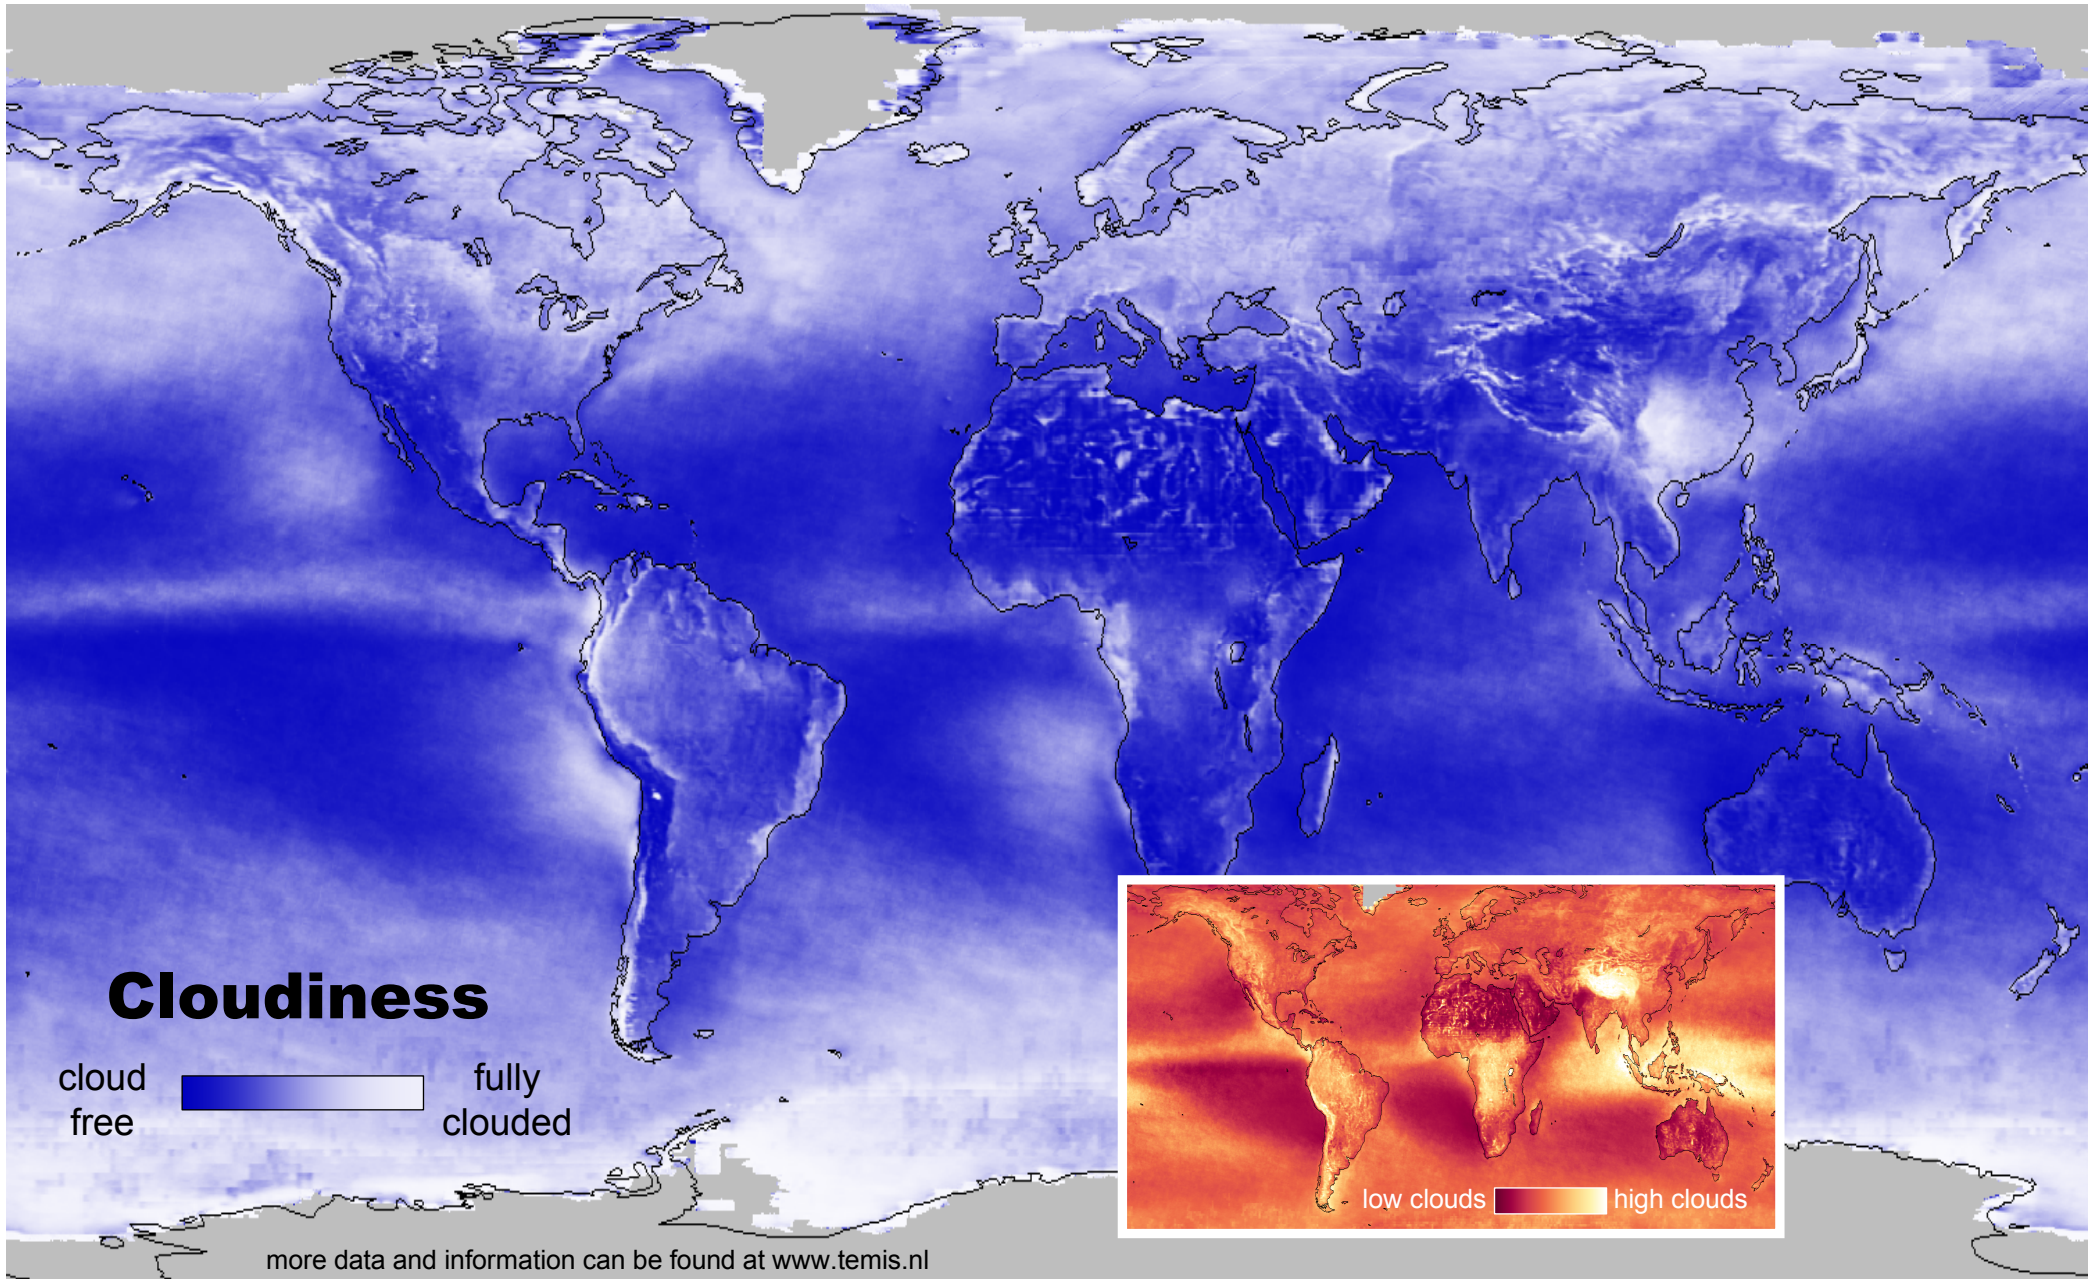 Cloudiness
cloud
free
fully
clouded
low clouds
high clouds
more data and information can be found at www.temis.nl